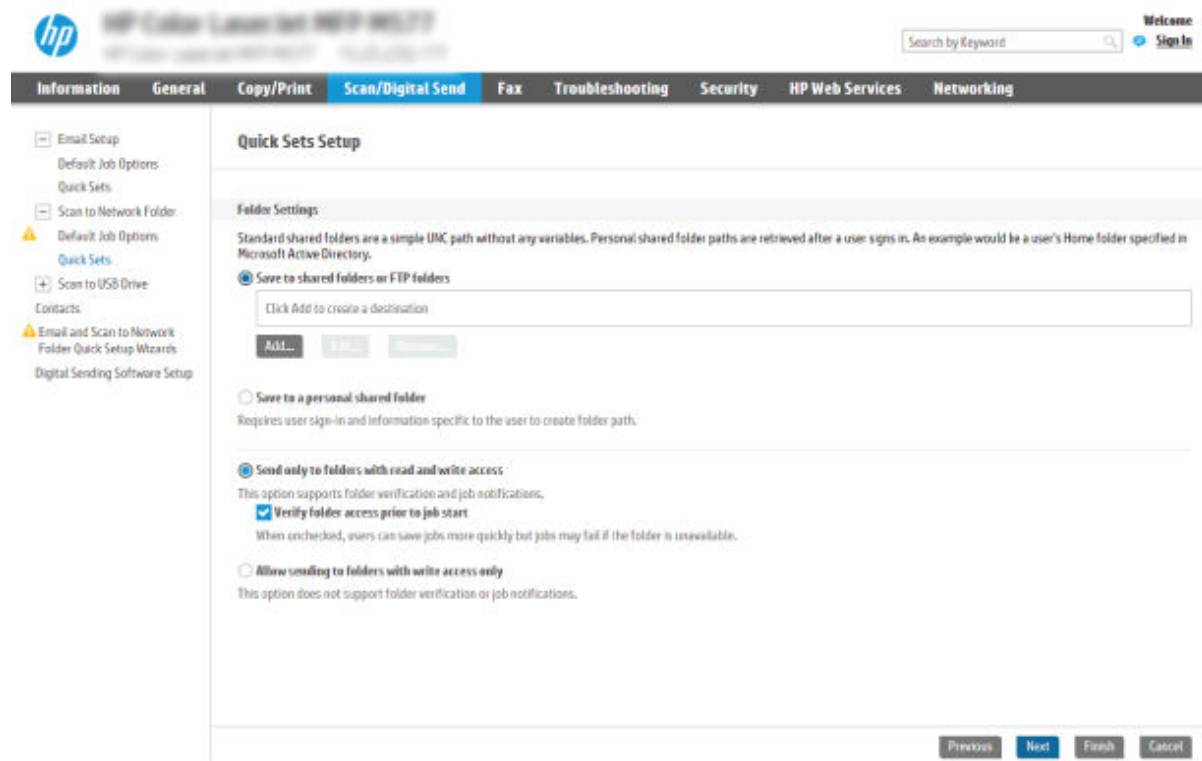 hp
HP Color LaserJet MFP M577
Welcome
Search by Keyword
Sign In
Information General Copy/Print Scan/Digital Send Fax Troubleshooting Security HP Web Services Networking
Email Setup
Default Job Options
Quick Sets
Scan to Network Folder
Default Job Options
Quick Sets
Scan to USB Drive
Contacts
Email and Scan to Network
Folder Quick Setup Wizards
Digital Sending Software Setup
Quick Sets Setup
Folder Settings
Standard shared folders are a simple UNC path without any variables. Personal shared folder paths are retrieved after a user signs in. An example would be a user's Home folder specified in
Microsoft Active Directory.
Save to shared folders or FTP folders
Click Add to create a destination
Add...
Save to a personal shared folder
Requires user sign-in and information specific to the user to create folder path.
Send only to folders with read and write access
This option supports folder verification and job notifications.
Verify folder access prior to job start
When unchecked, users can save jobs more quickly but jobs may fail if the folder is unavailable.
Allow sending to folders with write access only
This option does not support folder verification or job notifications.
Previous Next Finish Cancel